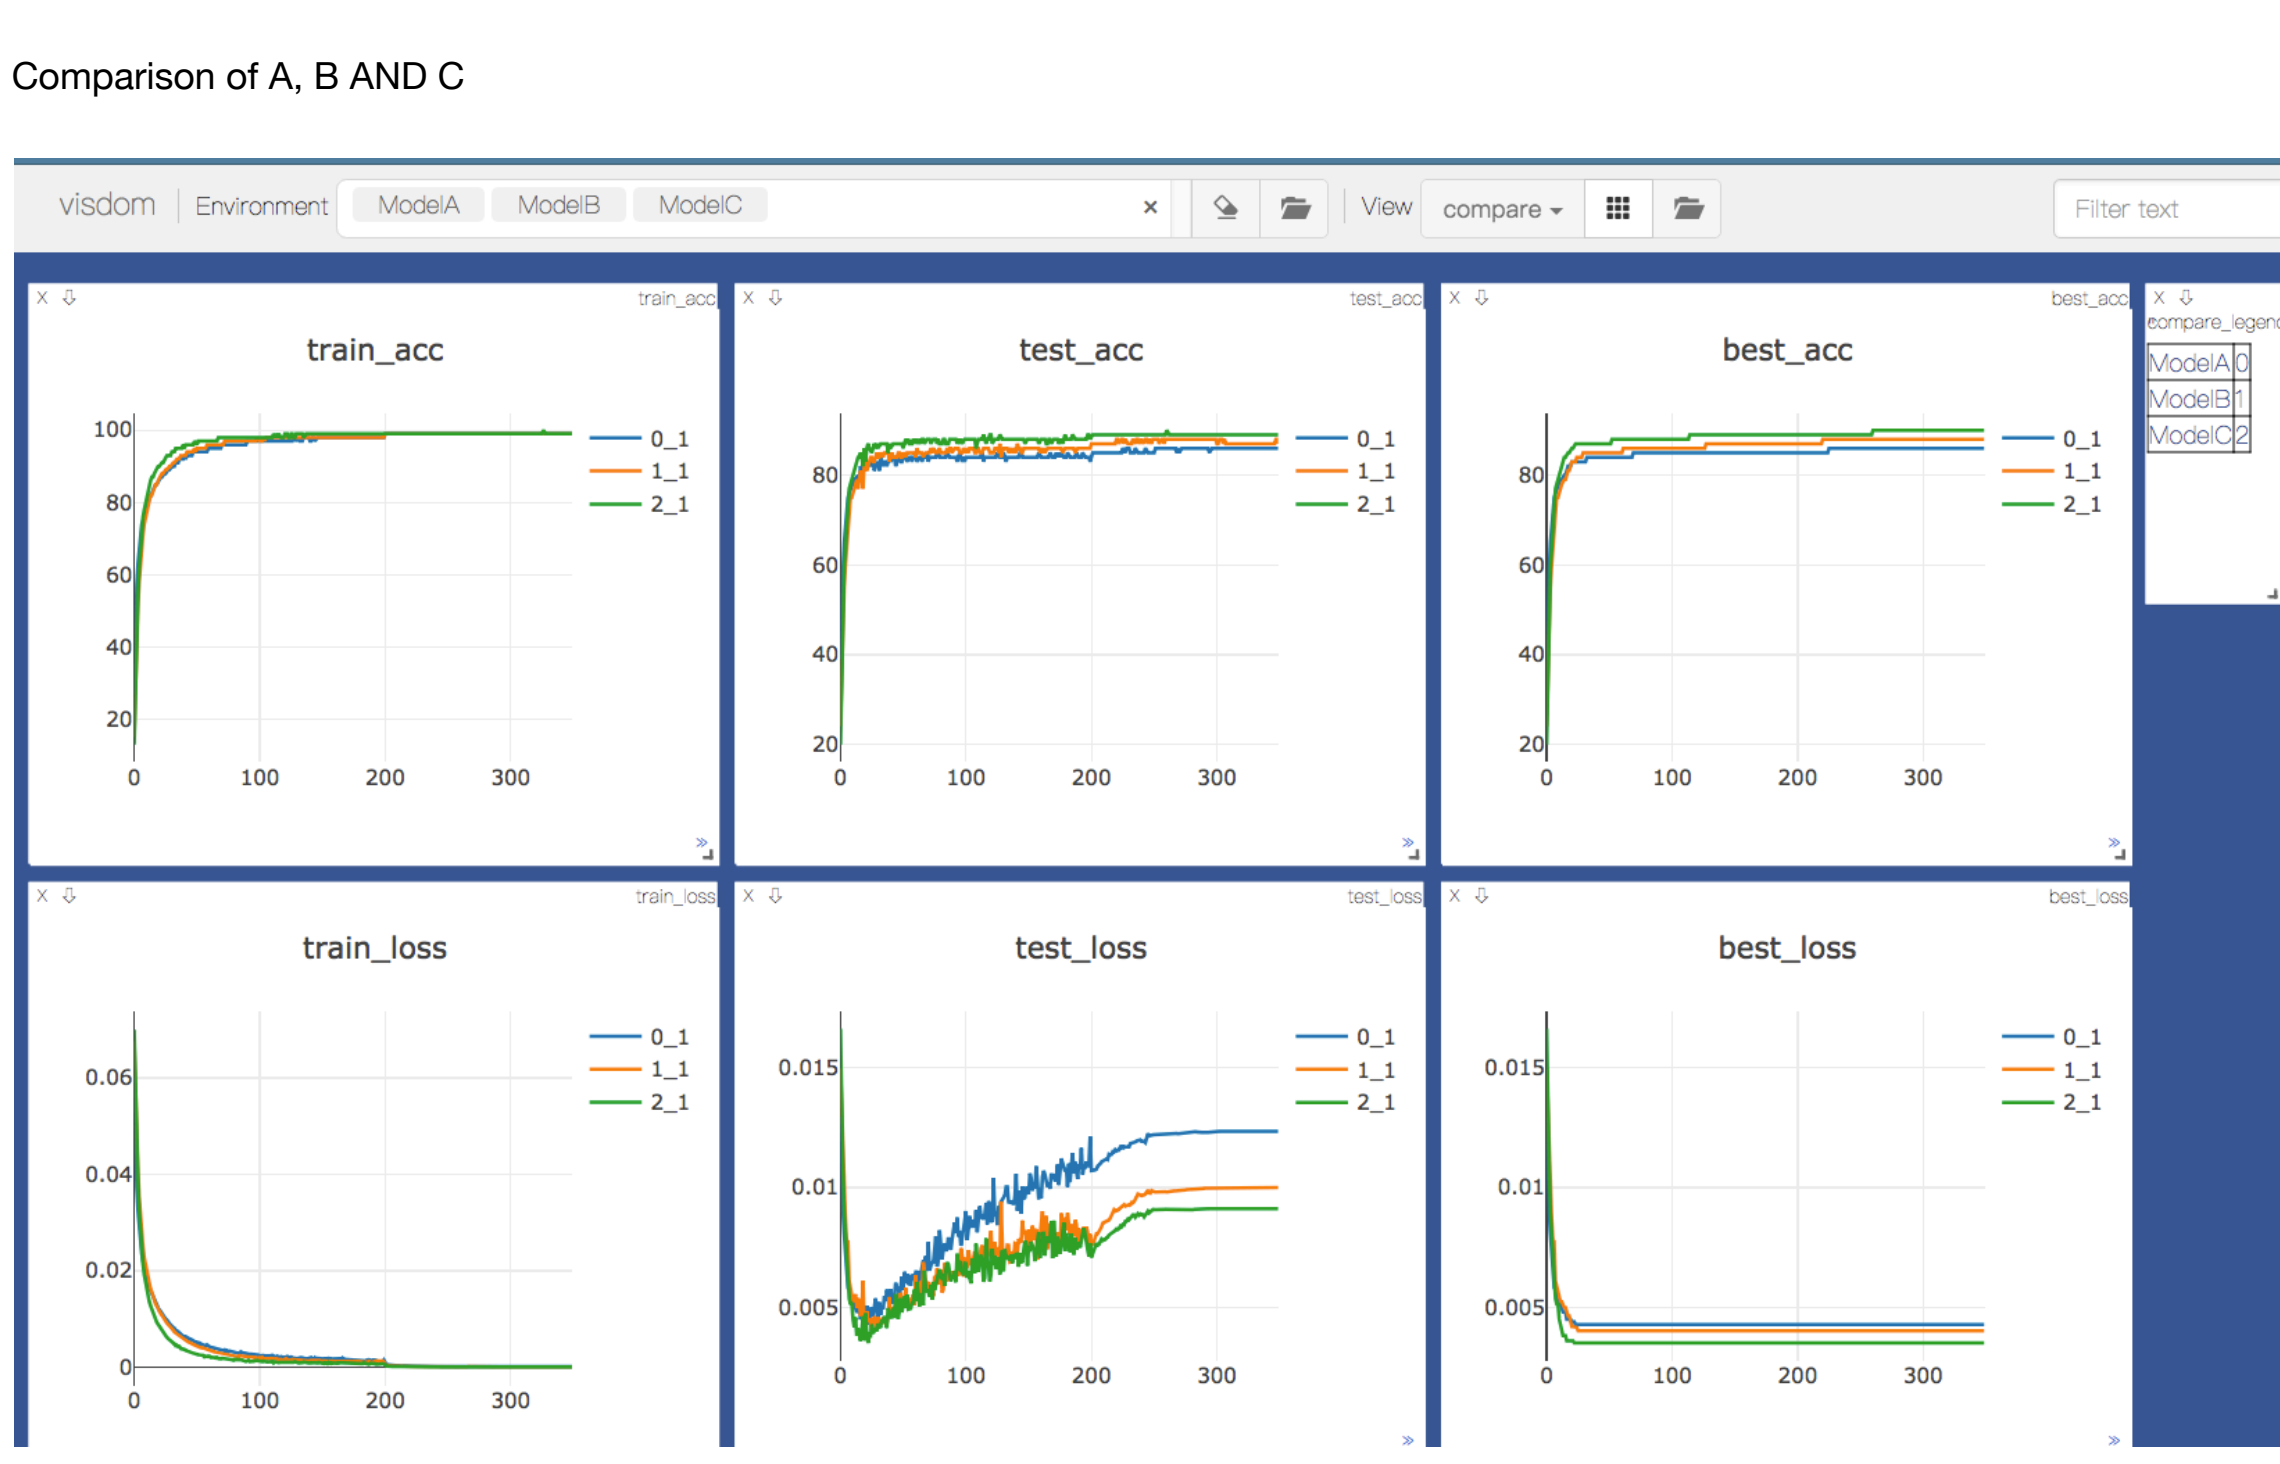 Comparison of A, B AND C
visdom Environment ModelA ModelB ModelC × View compare Filter text
X train_acc
train_acc
100
80
60
40
20
0 100 200 300
0_1
1_1
2_1
X test_acc
test_acc
80
60
40
20
0 100 200 300
0_1
1_1
2_1
X best_acc
best_acc
80
60
40
20
0 100 200 300
0_1
1_1
2_1
X
compare_legend
ModelA 0
ModelB 1
ModelC 2
X train_loss
train_loss
0.06
0.04
0.02
0
0 100 200 300
0_1
1_1
2_1
X test_loss
test_loss
0.015
0.01
0.005
0 100 200 300
0_1
1_1
2_1
X best_loss
best_loss
0.015
0.01
0.005
0 100 200 300
0_1
1_1
2_1